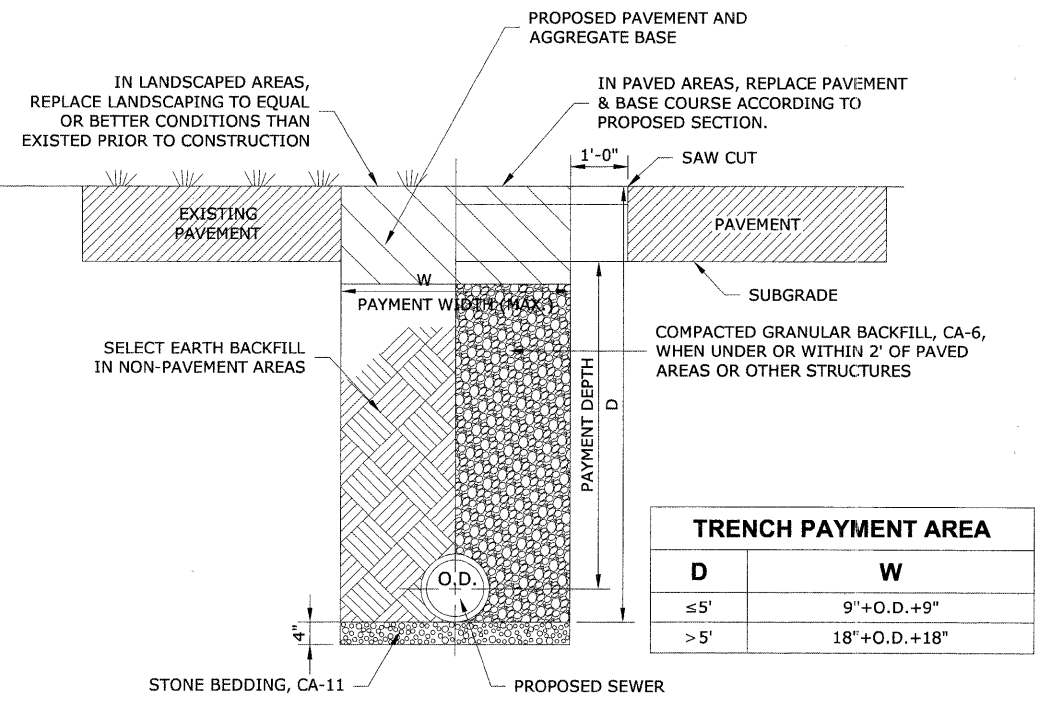 PROPOSED PAVEMENT AND
AGGREGATE BASE
IN LANDSCAPED AREAS,
REPLACE LANDSCAPING TO EQUAL
OR BETTER CONDITIONS THAN
EXISTED PRIOR TO CONSTRUCTION
IN PAVED AREAS, REPLACE PAVEMENT
& BASE COURSE ACCORDING TO
PROPOSED SECTION.
1'-0"
SAW CUT
EXISTING
PAVEMENT
PAVEMENT
W
PAYMENT WIDTH (MAX.)
SUBGRADE
SELECT EARTH BACKFILL
IN NON-PAVEMENT AREAS
COMPACTED GRANULAR BACKFILL, CA-6,
WHEN UNDER OR WITHIN 2' OF PAVED
AREAS OR OTHER STRUCTURES
PAYMENT DEPTH
D
O.D.
4"
STONE BEDDING, CA-11
PROPOSED SEWER
TRENCH PAYMENT AREA
D W
≤5' 9"+O.D.+9"
>5' 18"+O.D.+18"